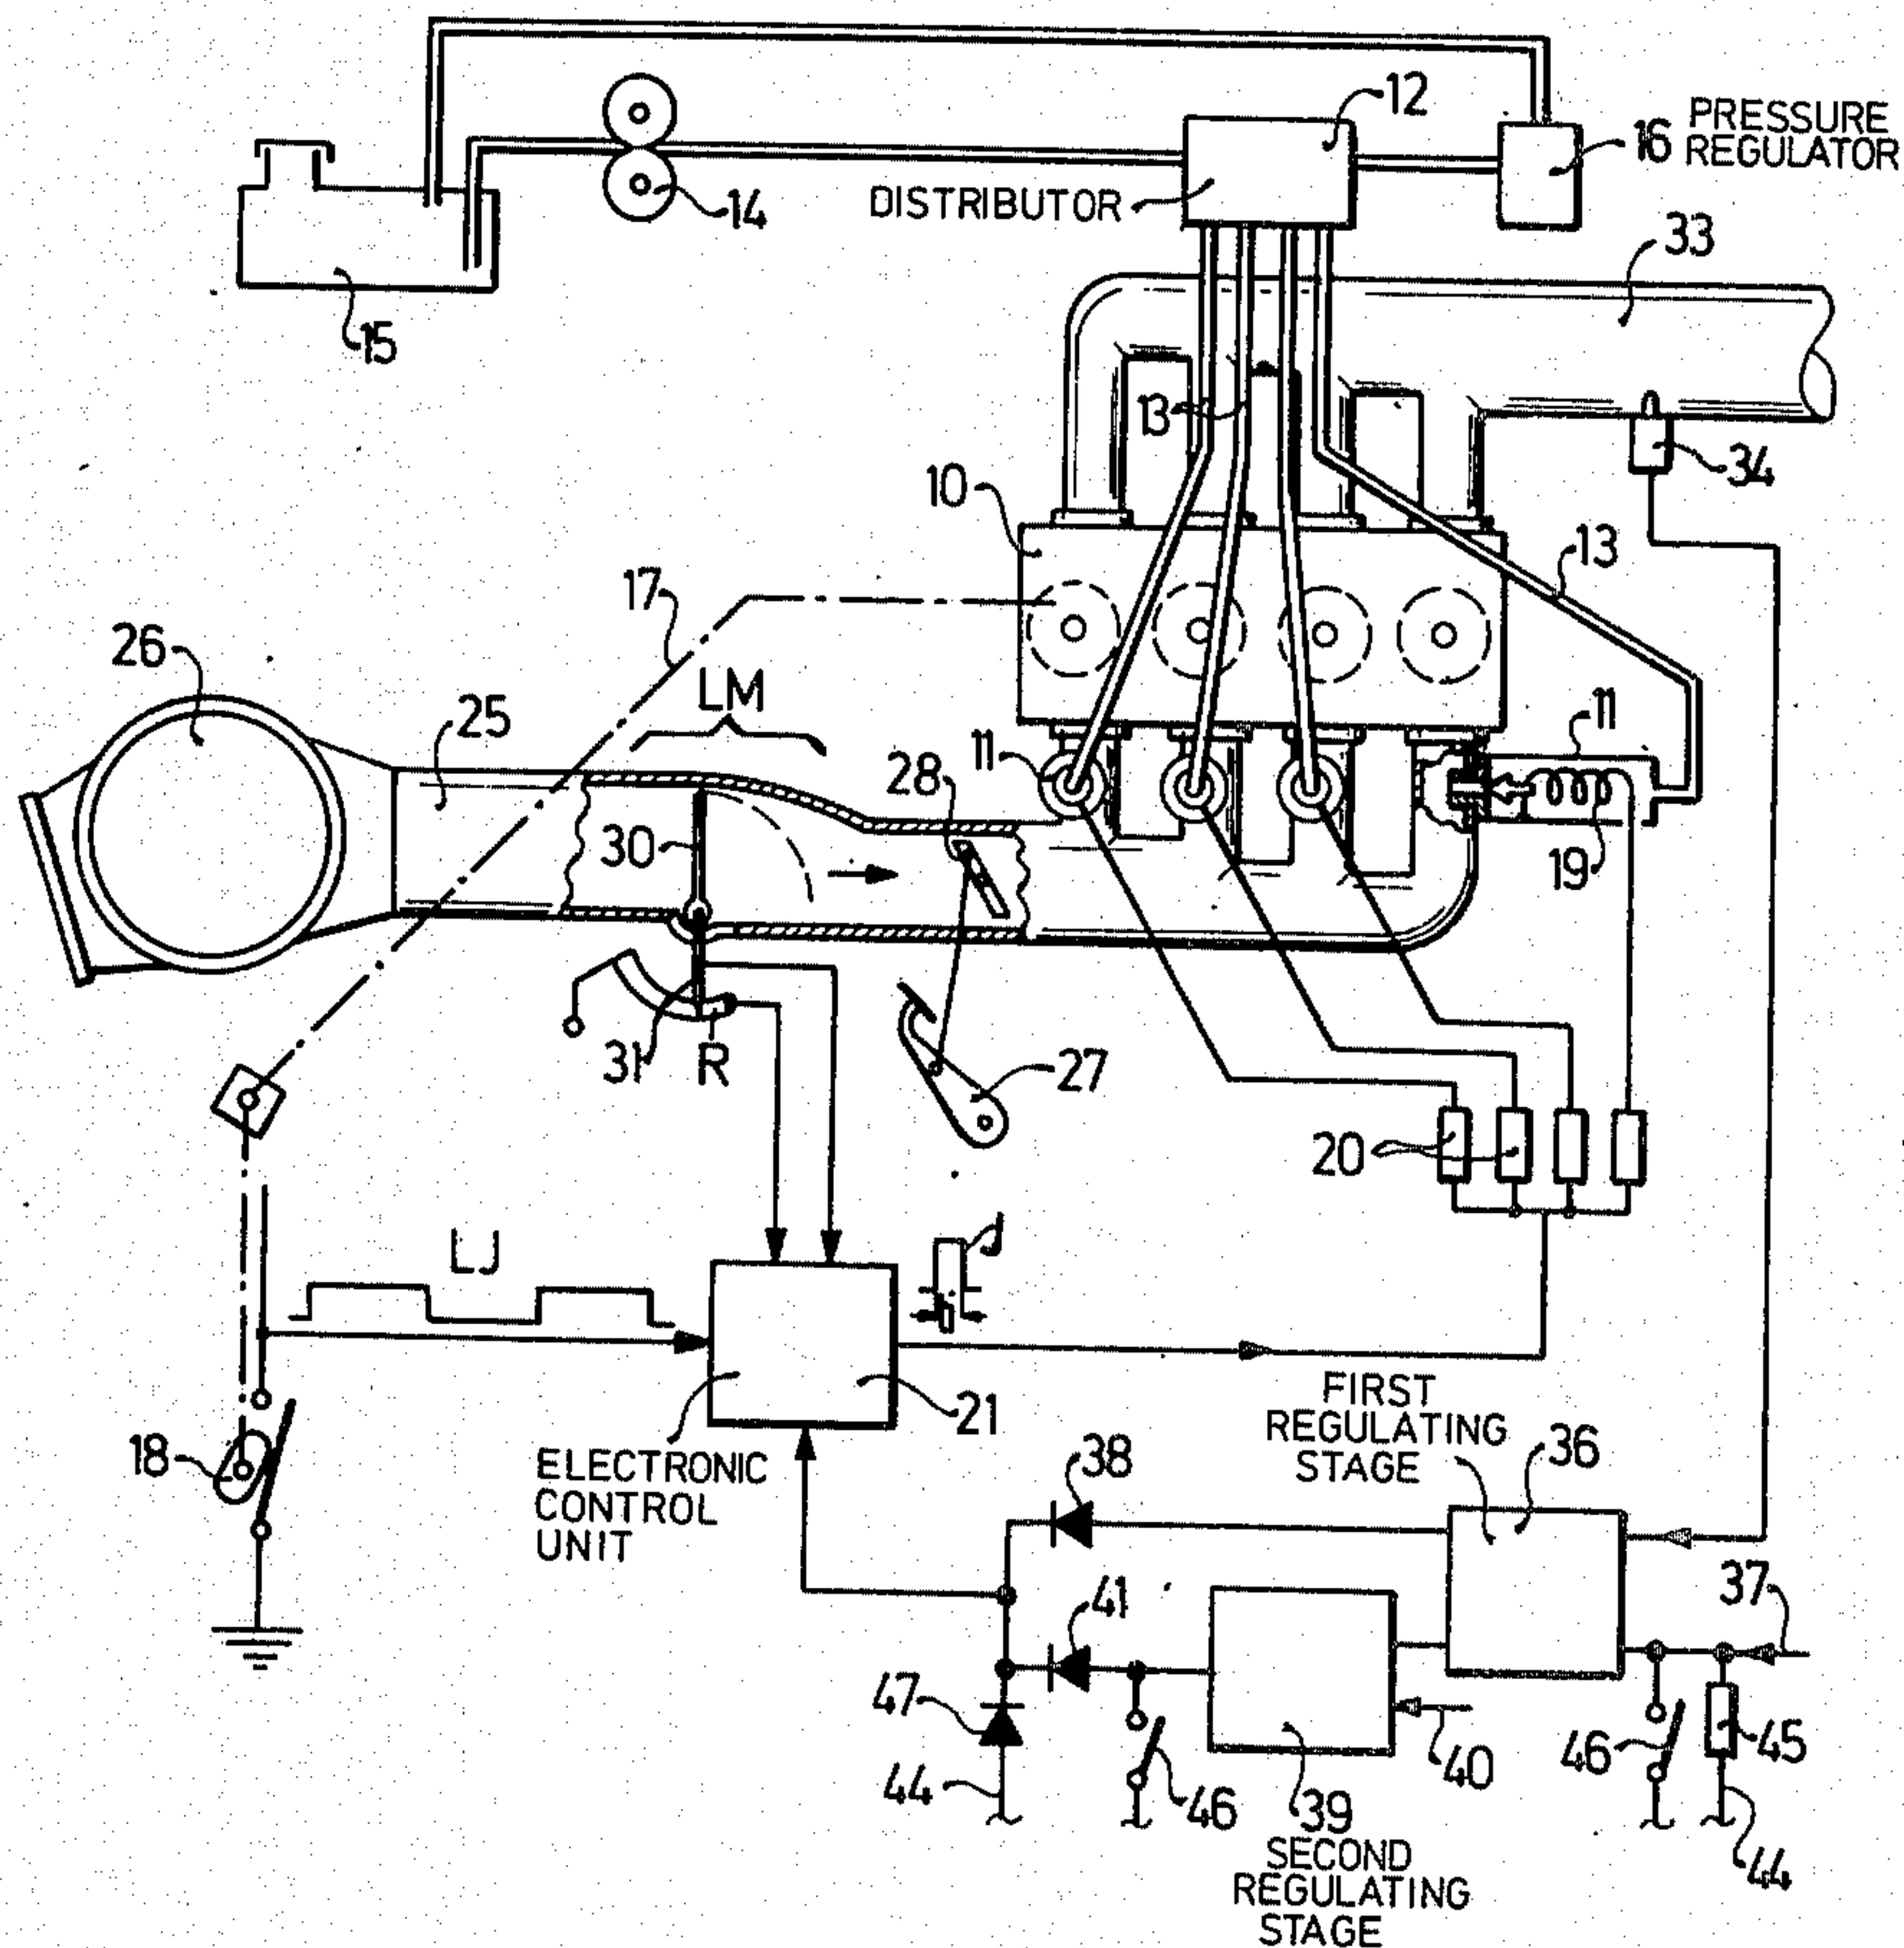 12
16 PRESSURE
REGULATOR
DISTRIBUTOR
14
33
15
13
34
10
13
17
26
LM
25
11
11
28
30
19
31
R
27
20
LJ
J
tj
21
FIRST
REGULATING
STAGE
36
18
ELECTRONIC
CONTROL
UNIT
38
37
41
47
46
45
40
44
46
39
44
SECOND
REGULATING
STAGE